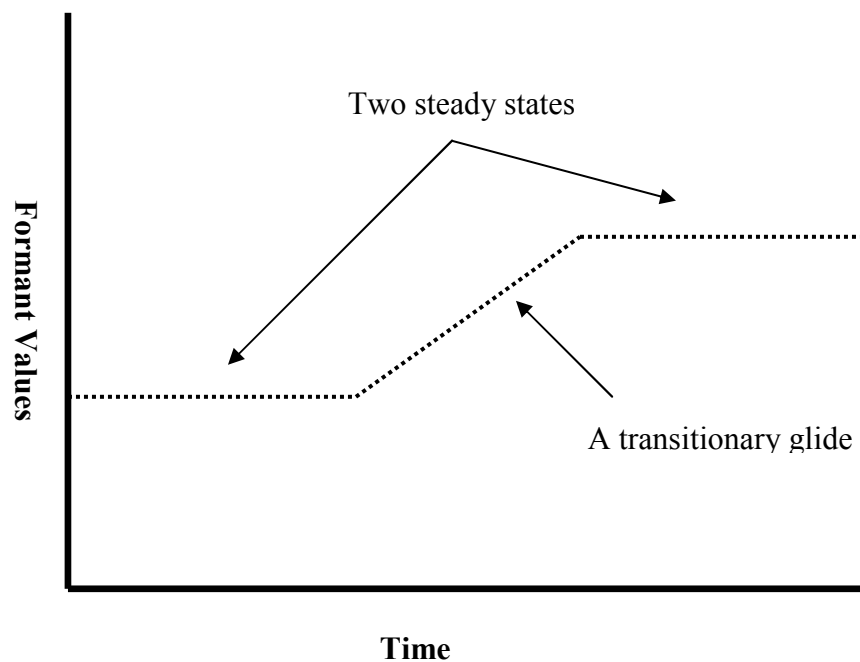 Two steady states
Formant Values
A transitionary glide
Time